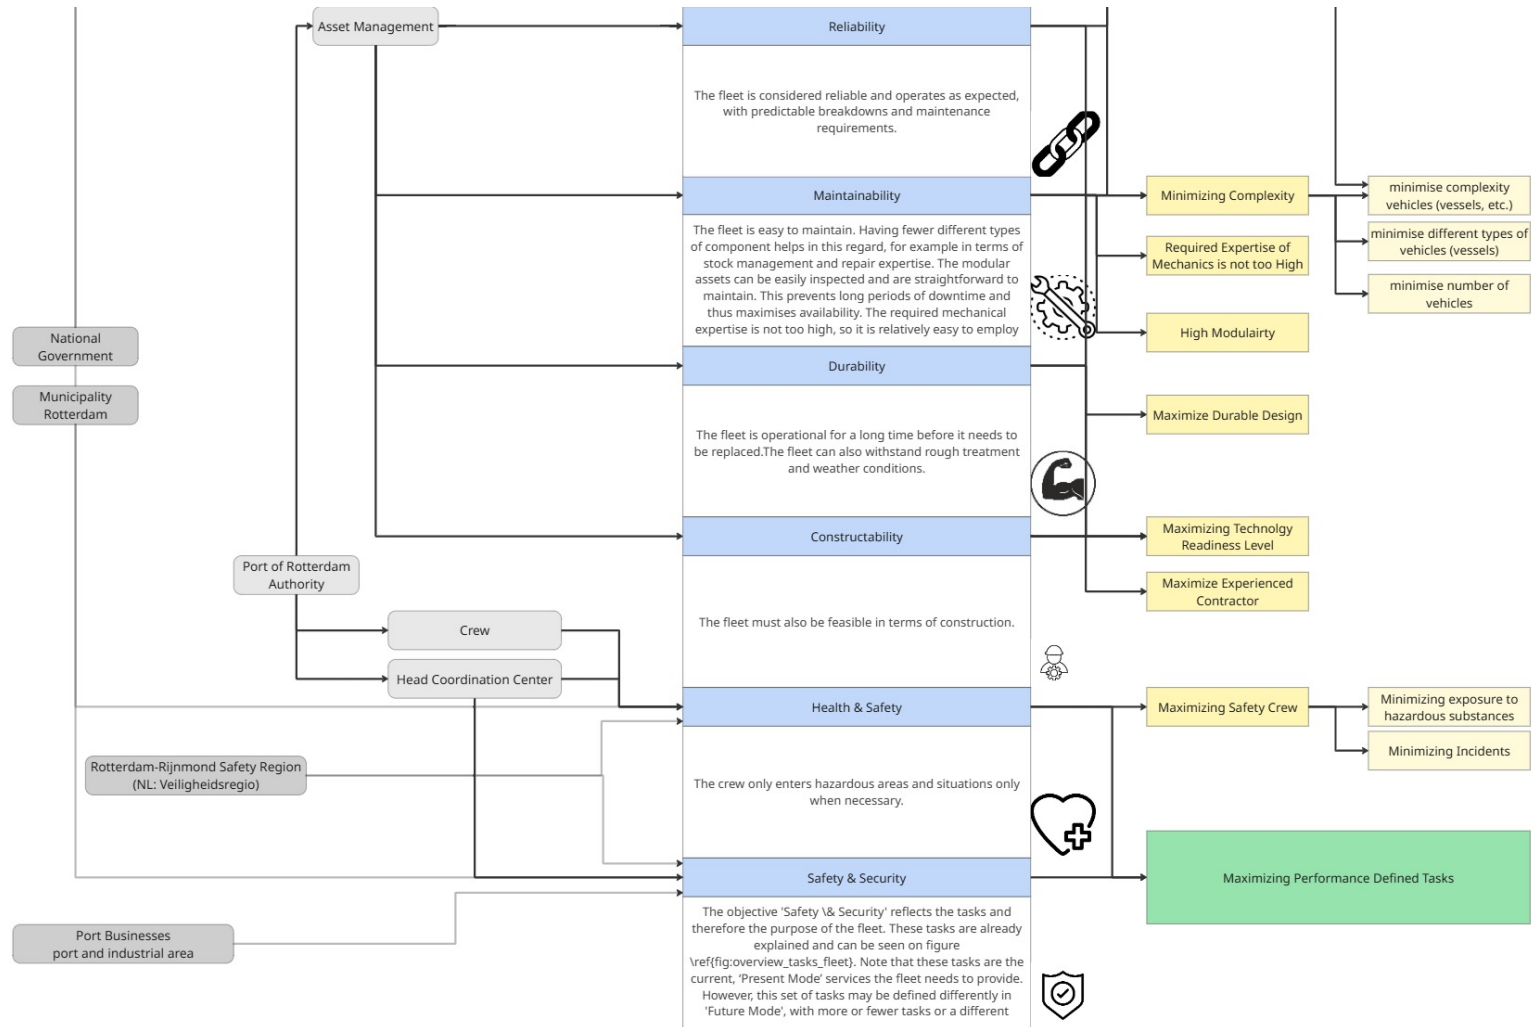 Asset Management
Reliability
The fleet is considered reliable and operates as expected,
with predictable breakdowns and maintenance
requirements.
Maintainability
Minimizing Complexity
minimise complexity
vehicles (vessels, etc.)
The fleet is easy to maintain. Having fewer different types
of component helps in this regard, for example in terms of
stock management and repair expertise. The modular
assets can be easily inspected and are straightforward to
maintain. This prevents long periods of downtime and
thus maximises availability. The required mechanical
expertise is not too high, so it is relatively easy to employ
Required Expertise of
Mechanics is not too High
minimise different types of
vehicles (vessels)
minimise number of
vehicles
High Modulairty
National
Government
Municipality
Rotterdam
Durability
Maximize Durable Design
The fleet is operational for a long time before it needs to
be replaced.The fleet can also withstand rough treatment
and weather conditions.
Constructability
Maximizing Technolgy
Readiness Level
Port of Rotterdam
Authority
Maximize Experienced
Contractor
Crew
The fleet must also be feasible in terms of construction.
Head Coordination Center
Health & Safety
Maximizing Safety Crew
Minimizing exposure to
hazardous substances
Minimizing Incidents
Rotterdam-Rijnmond Safety Region
(NL: Veiligheidsregio)
The crew only enters hazardous areas and situations only
when necessary.
Safety & Security
Maximizing Performance Defined Tasks
Port Businesses
port and industrial area
The objective 'Safety \& Security' reflects the tasks and
therefore the purpose of the fleet. These tasks are already
explained and can be seen on figure
\ref{fig:overview_tasks_fleet}. Note that these tasks are the
current, 'Present Mode' services the fleet needs to provide.
However, this set of tasks may be defined differently in
'Future Mode', with more or fewer tasks or a different